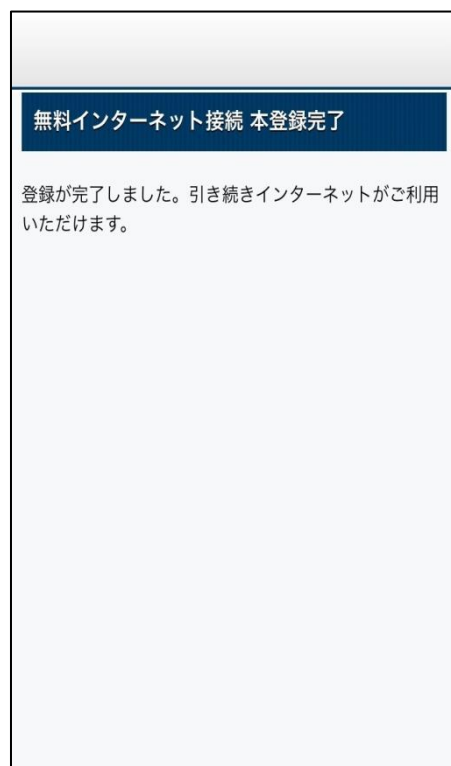 無料インターネット接続 本登録完了
登録が完了しました。引き続きインターネットがご利用
いただけます。